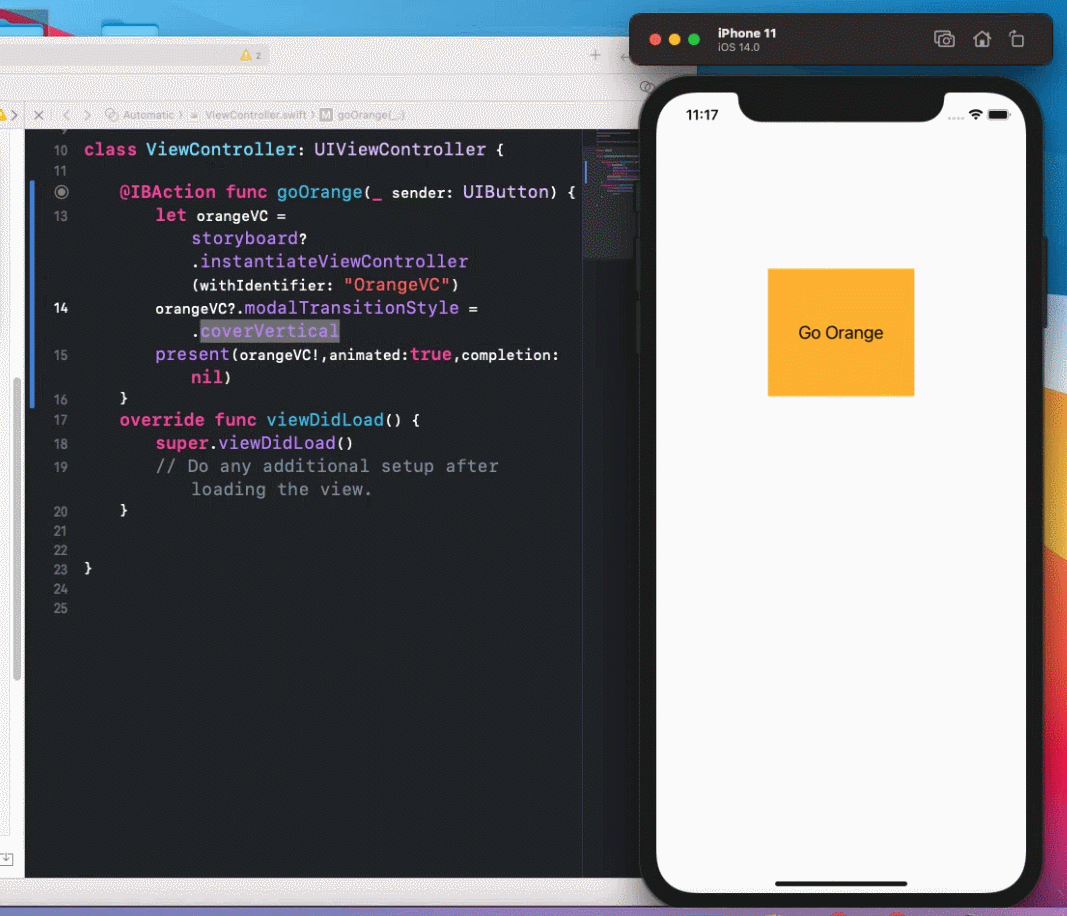 2
iPhone 11
iOS 14.0
Automatic
ViewController.swift
M
goOrange(_:)
11:17
10 class ViewController: UIViewController {
11
@IBAction func goOrange(_ sender: UIButton) {
13 let orangeVC =
storyboard?
.instantiateViewController
(withIdentifier: "OrangeVC")
14 orangeVC?.modalTransitionStyle =
.coverVertical
15 present(orangeVC!,animated:true,completion:
nil)
16 }
17 override func viewDidLoad() {
18 super.viewDidLoad()
19 // Do any additional setup after
loading the view.
20 }
21
22
23 }
24
25
Go Orange